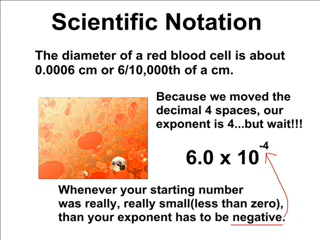 Scientific Notation
The diameter of a red blood cell is about
0.0006 cm or 6/10,000th of a cm.
Because we moved the
decimal 4 spaces, our
exponent is 4...but wait!!!
6.0 x 10-4
Whenever your starting number
was really, really small(less than zero),
than your exponent has to be negative.